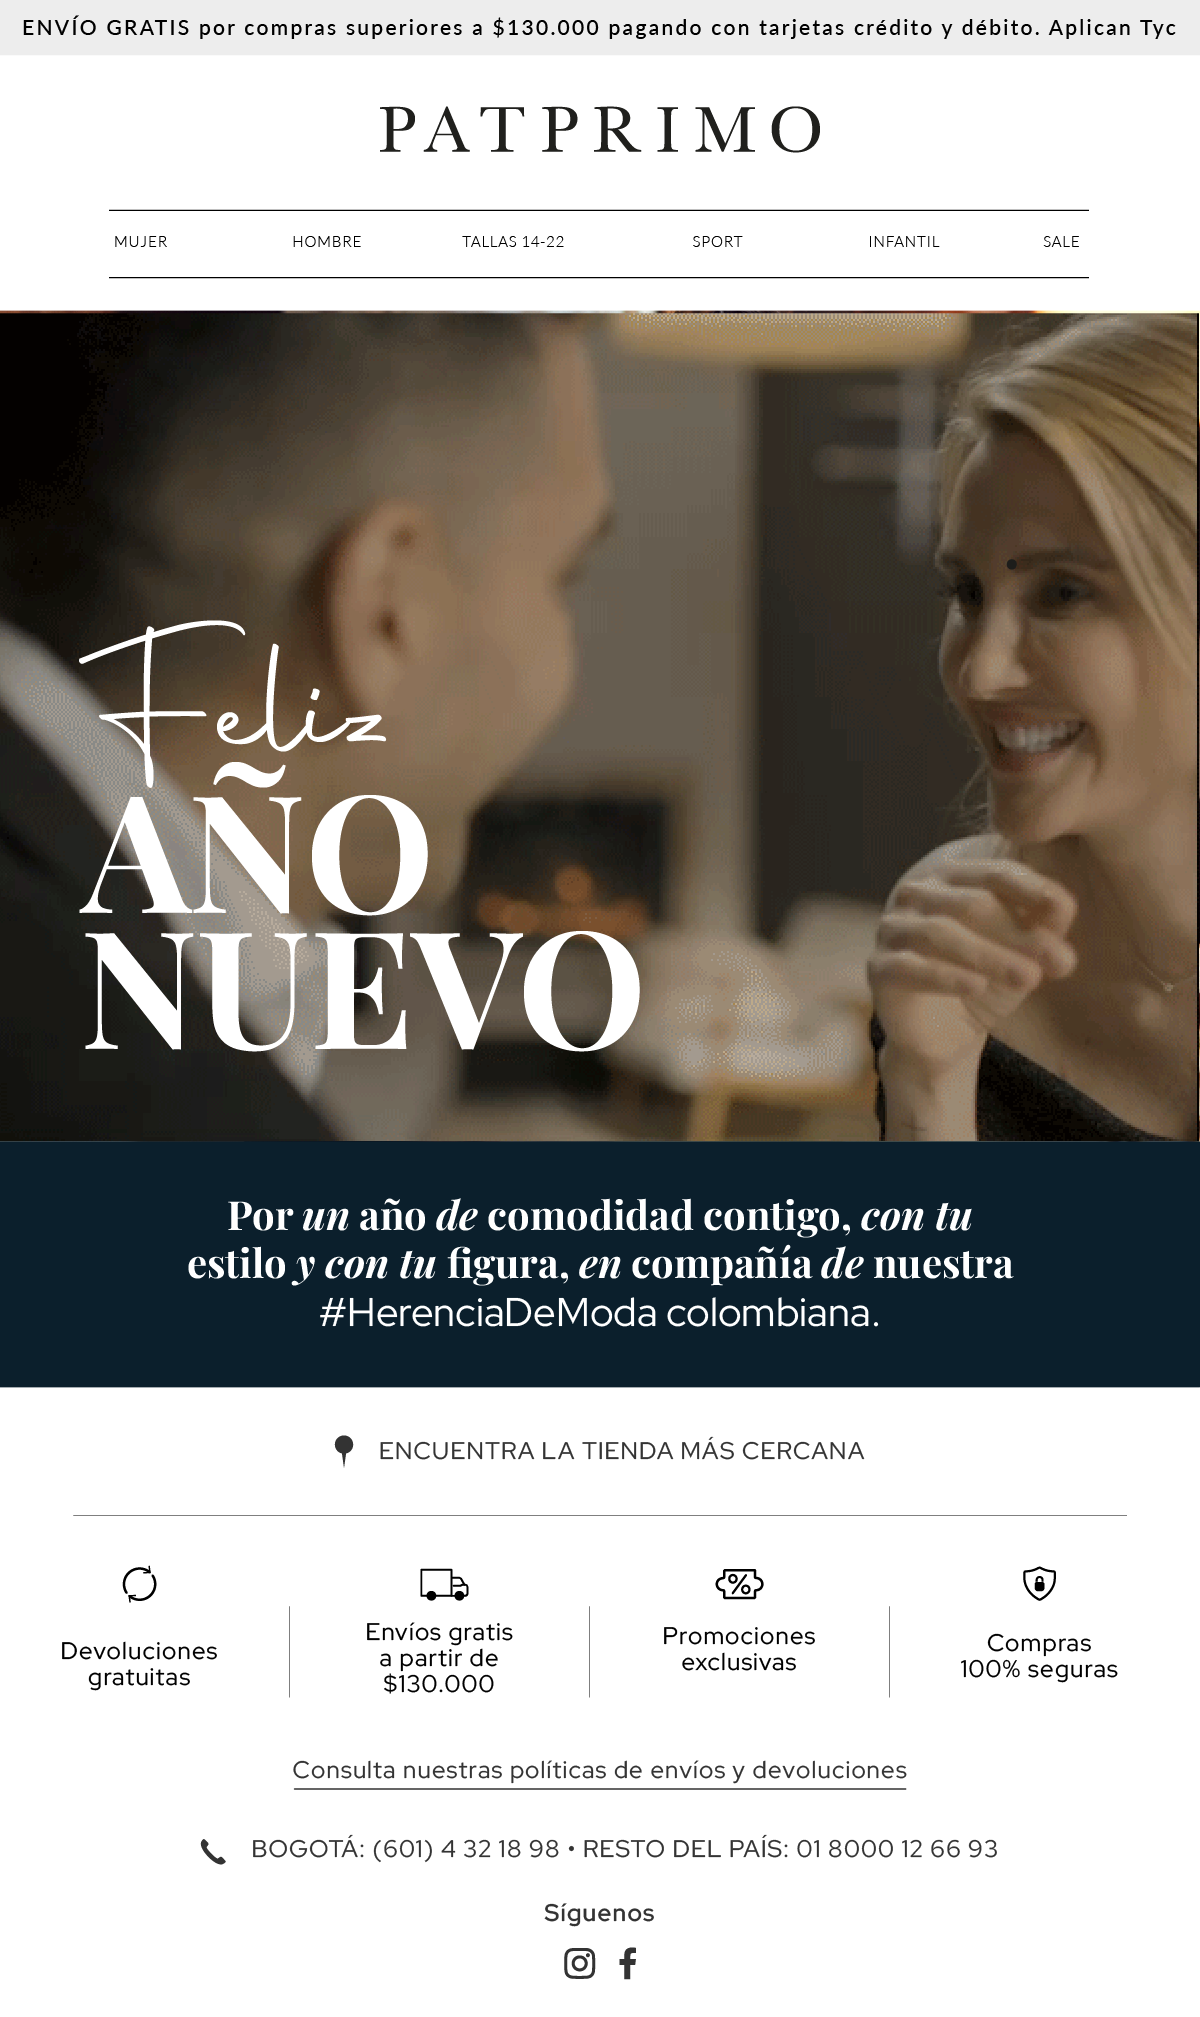 ENVÍO GRATIS por compras superiores a $130.000 pagando con tarjetas crédito y débito. Aplican Tyc
PATPRIMO
MUJER HOMBRE TALLAS 14-22 SPORT INFANTIL SALE
Feliz
AÑO
NUEVO
Por un año de comodidad contigo, con tu
estilo y con tu figura, en compañía de nuestra
#HerenciaDeModa colombiana.
ENCUENTRA LA TIENDA MÁS CERCANA
Devoluciones
gratuitas
Envíos gratis
a partir de
$130.000
Promociones
exclusivas
Compras
100% seguras
Consulta nuestras políticas de envíos y devoluciones
BOGOTÁ: (601) 4 32 18 98 • RESTO DEL PAÍS: 01 8000 12 66 93
Síguenos